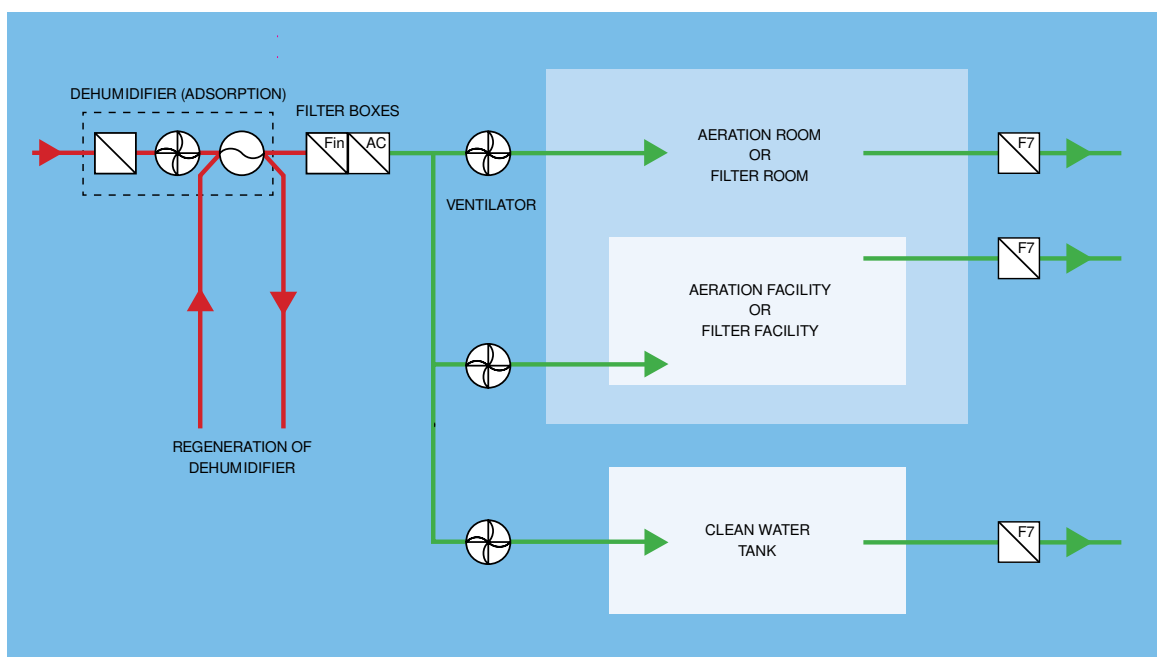 DEHUMIDIFIER (ADSORPTION)
FILTER BOXES
Fin
AC
VENTILATOR
AERATION ROOM
OR
FILTER ROOM
F7
F7
AERATION FACILITY
OR
FILTER FACILITY
REGENERATION OF
DEHUMIDIFIER
CLEAN WATER
TANK
F7